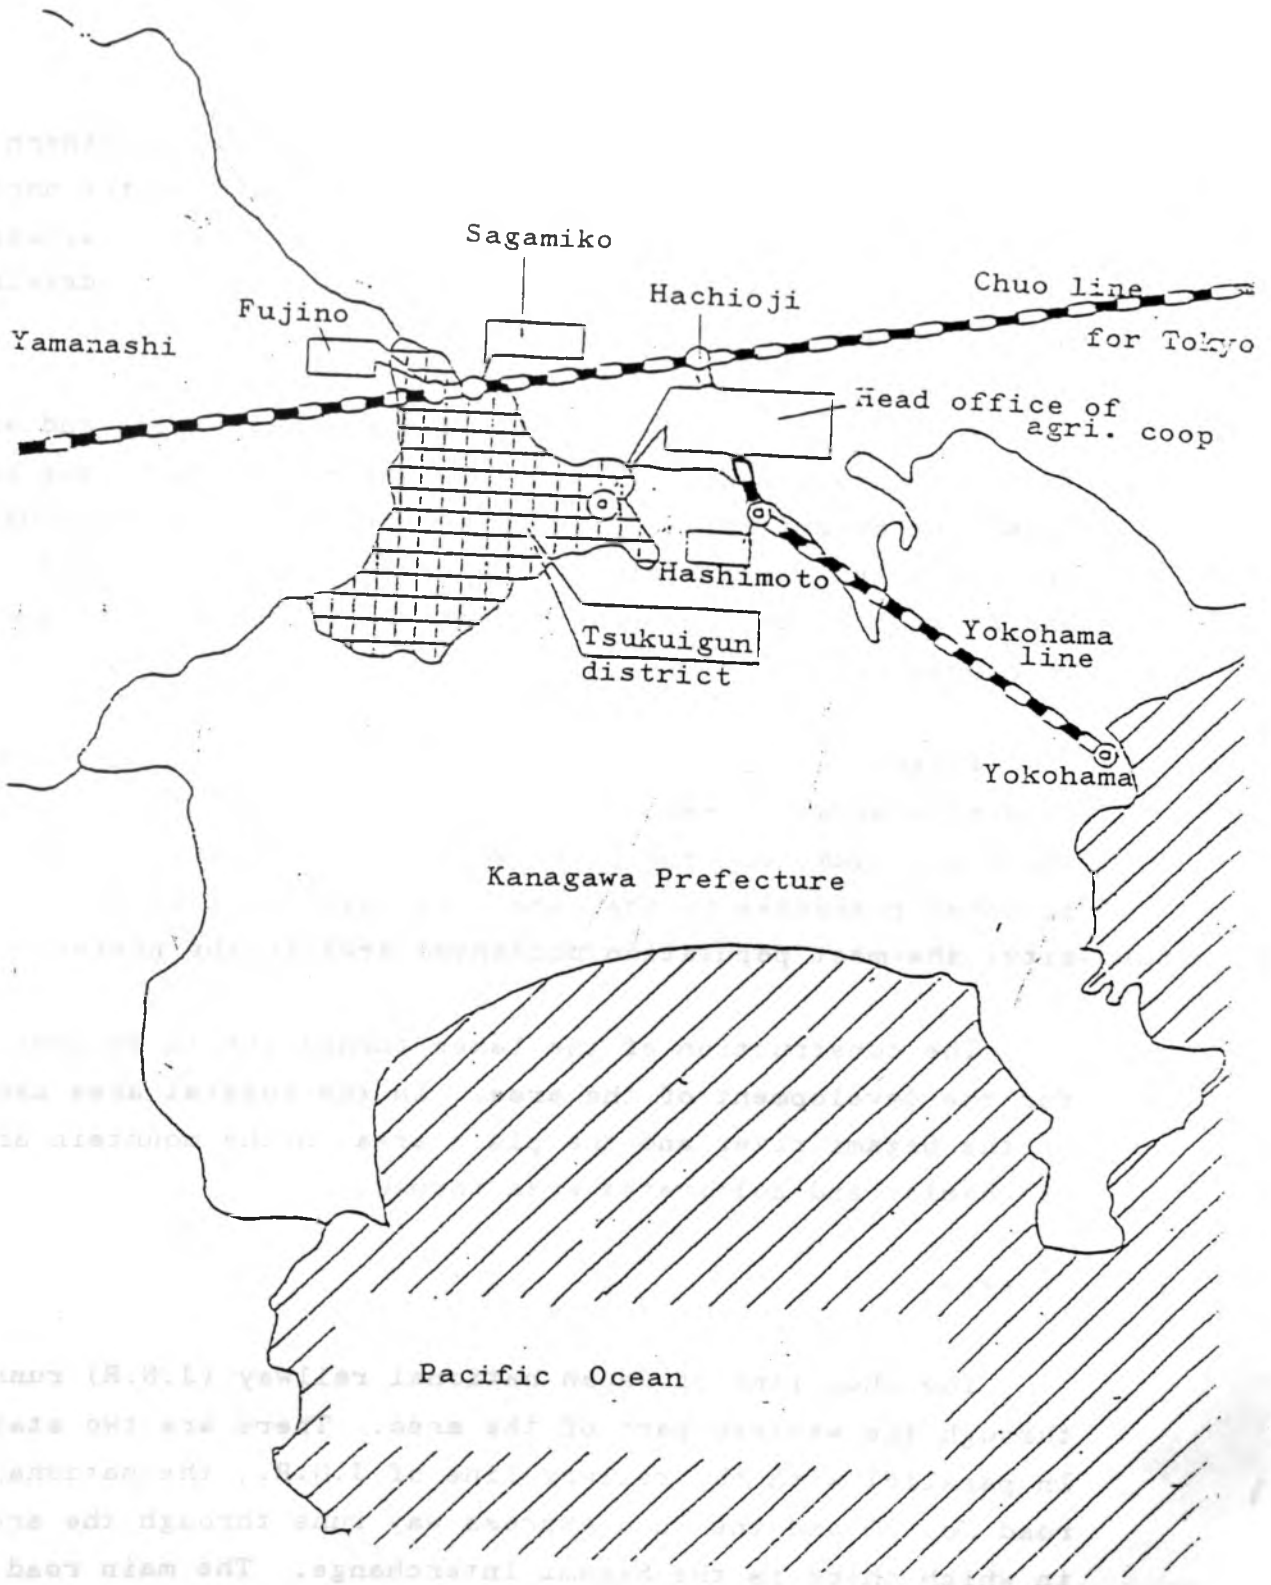 Sagamiko
Hachioji
Chuo line
Fujino
for Tokyo
Yamanashi
Head office of
agri. coop
Hashimoto
Yokohama
line
Tsukuigun
district
Yokohama
Kanagawa Prefecture
Pacific Ocean